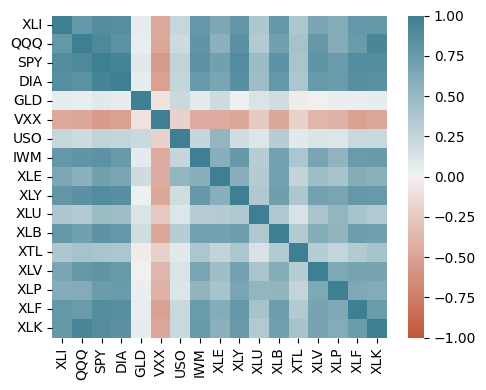 XLI
QQQ
SPY
DIA
GLD
VXX
USO
IWM
XLE
XLY
XLU
XLB
XTL
XLV
XLP
XLF
XLK
XLI QQQ SPY DIA GLD VXX USO IWM XLE XLY XLU XLB XTL XLV XLP XLF XLK
1.00
0.75
0.50
0.25
0.00
−0.25
−0.50
−0.75
−1.00